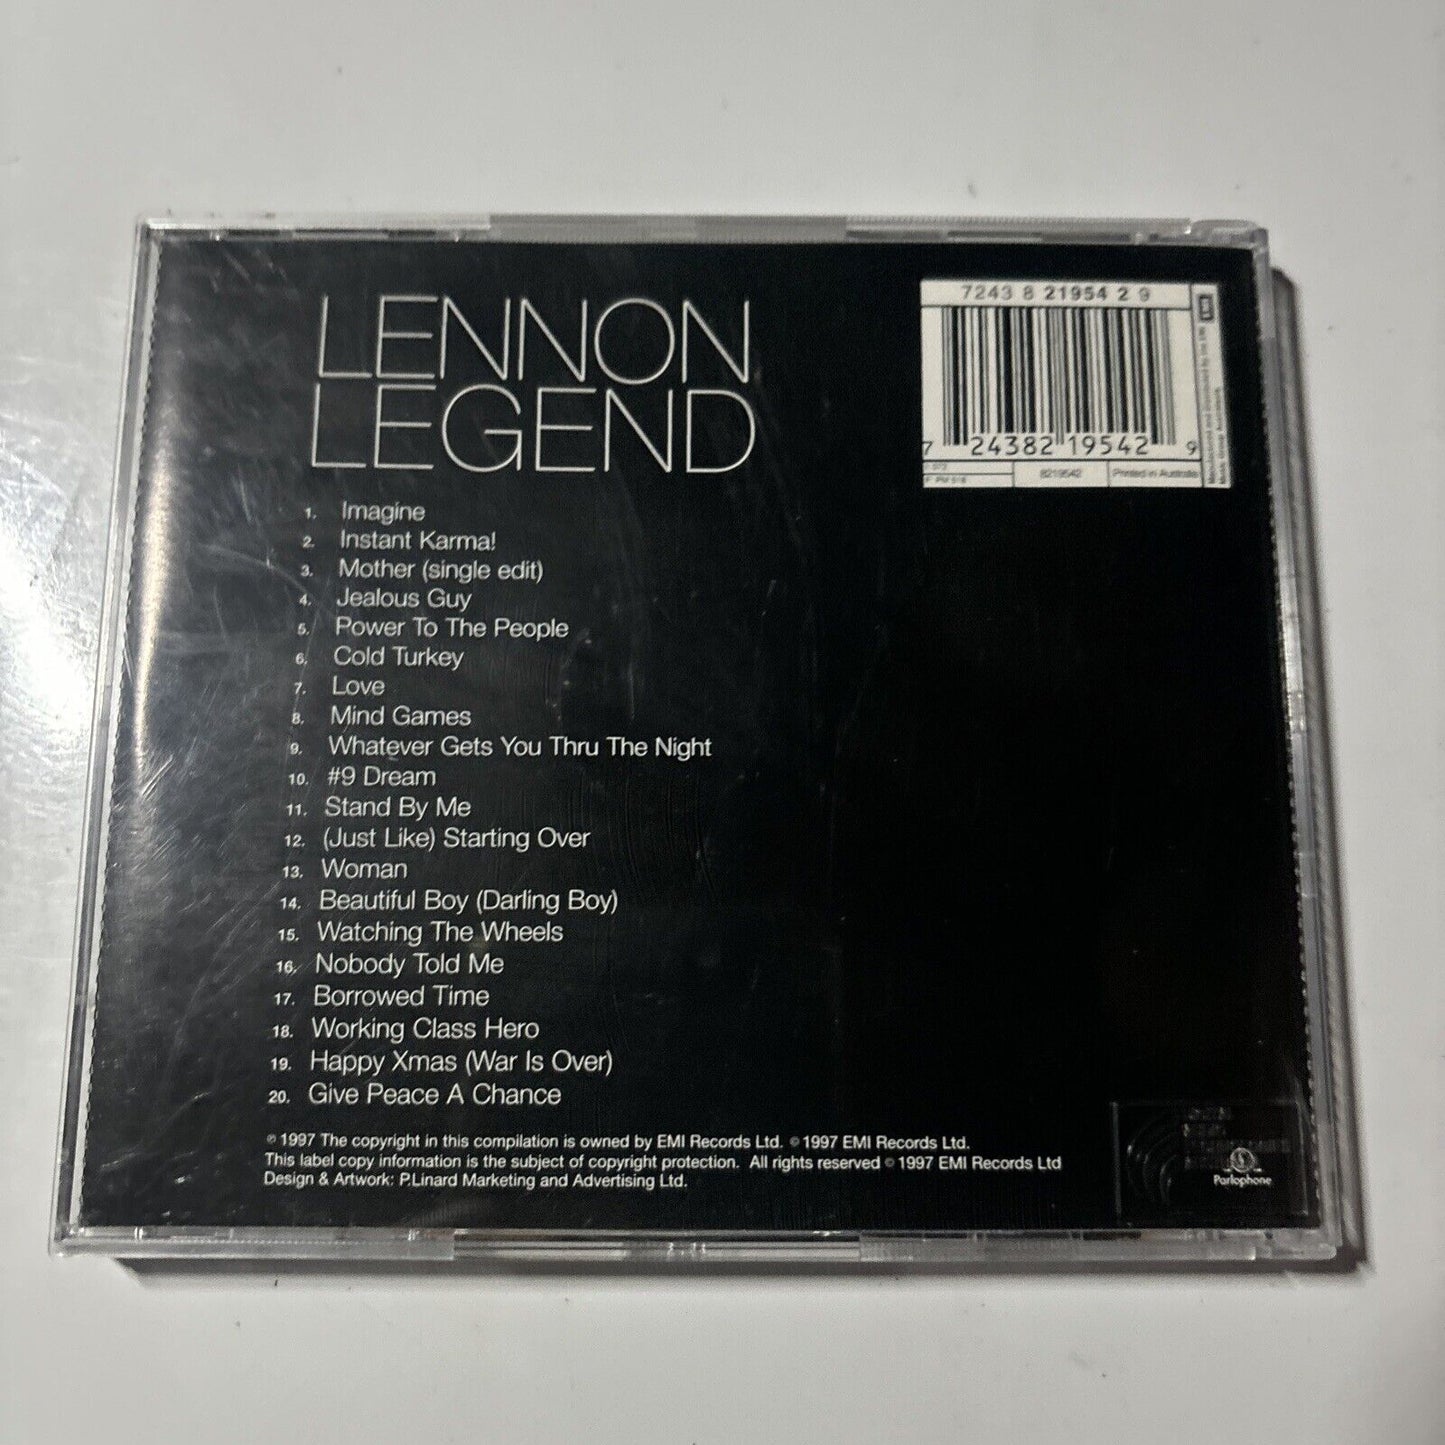 LENNON
LEGEND
7243 8 21954 2 9
7 24382 19542 9
8219542
Printed in Australia
EMI
1. Imagine
2. Instant Karma!
3. Mother (single edit)
4. Jealous Guy
5. Power To The People
6. Cold Turkey
7. Love
8. Mind Games
9. Whatever Gets You Thru The Night
10. #9 Dream
11. Stand By Me
12. (Just Like) Starting Over
13. Woman
14. Beautiful Boy (Darling Boy)
15. Watching The Wheels
16. Nobody Told Me
17. Borrowed Time
18. Working Class Hero
19. Happy Xmas (War Is Over)
20. Give Peace A Chance
℗ 1997 The copyright in this compilation is owned by EMI Records Ltd. © 1997 EMI Records Ltd.
This label copy information is the subject of copyright protection. All rights reserved © 1997 EMI Records Ltd
Design & Artwork: P.Linard Marketing and Advertising Ltd.
Parlophone